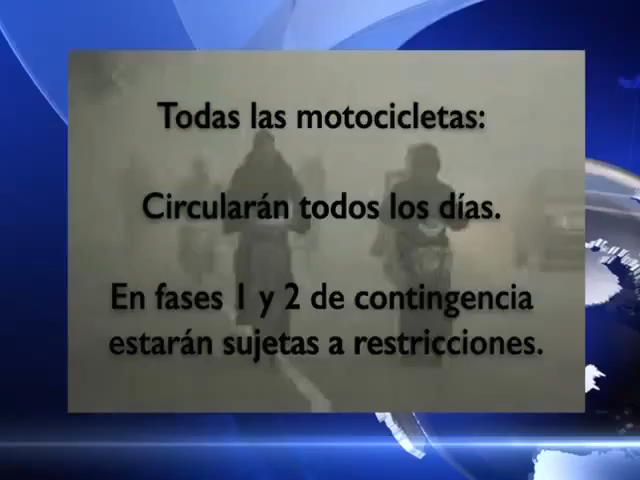 Todas las motocicletas:
Circularán todos los días.
En fases 1 y 2 de contingencia
estarán sujetas a restricciones.